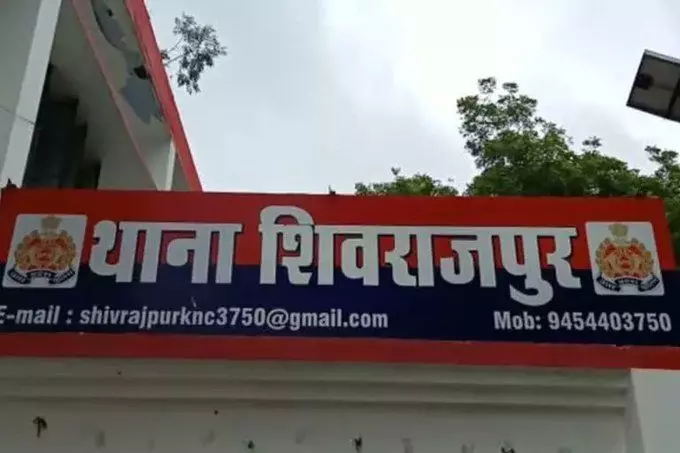 थाना शिवराजपुर
E-mail : shivrajpurknc3750@gmail.com Mob: 9454403750